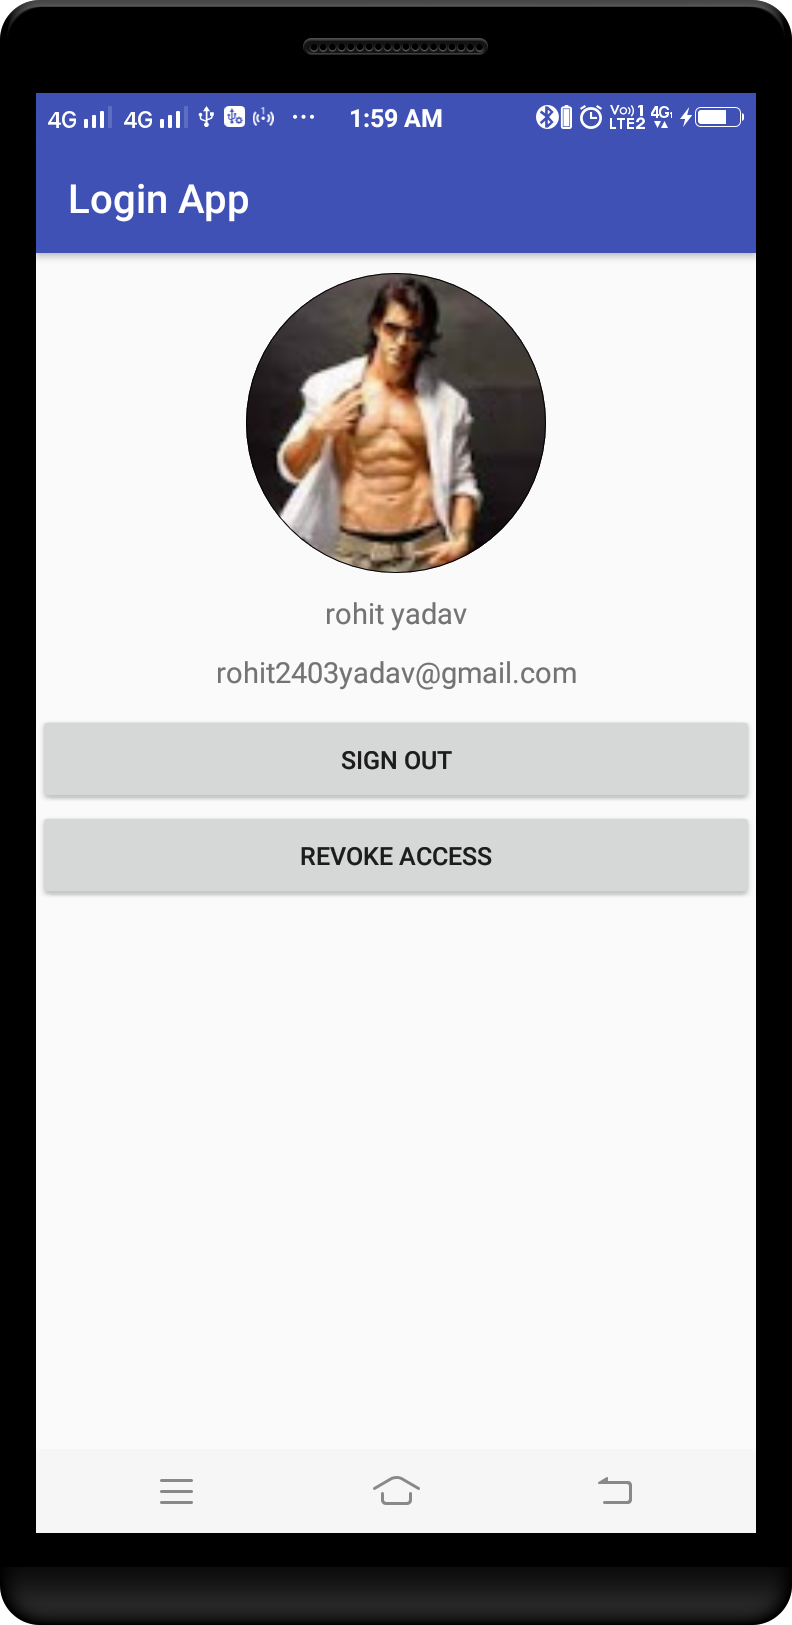 4G 4G 1:59 AM VoD 1 LTE2 4G
Login App
rohit yadav
rohit2403yadav@gmail.com
SIGN OUT
REVOKE ACCESS